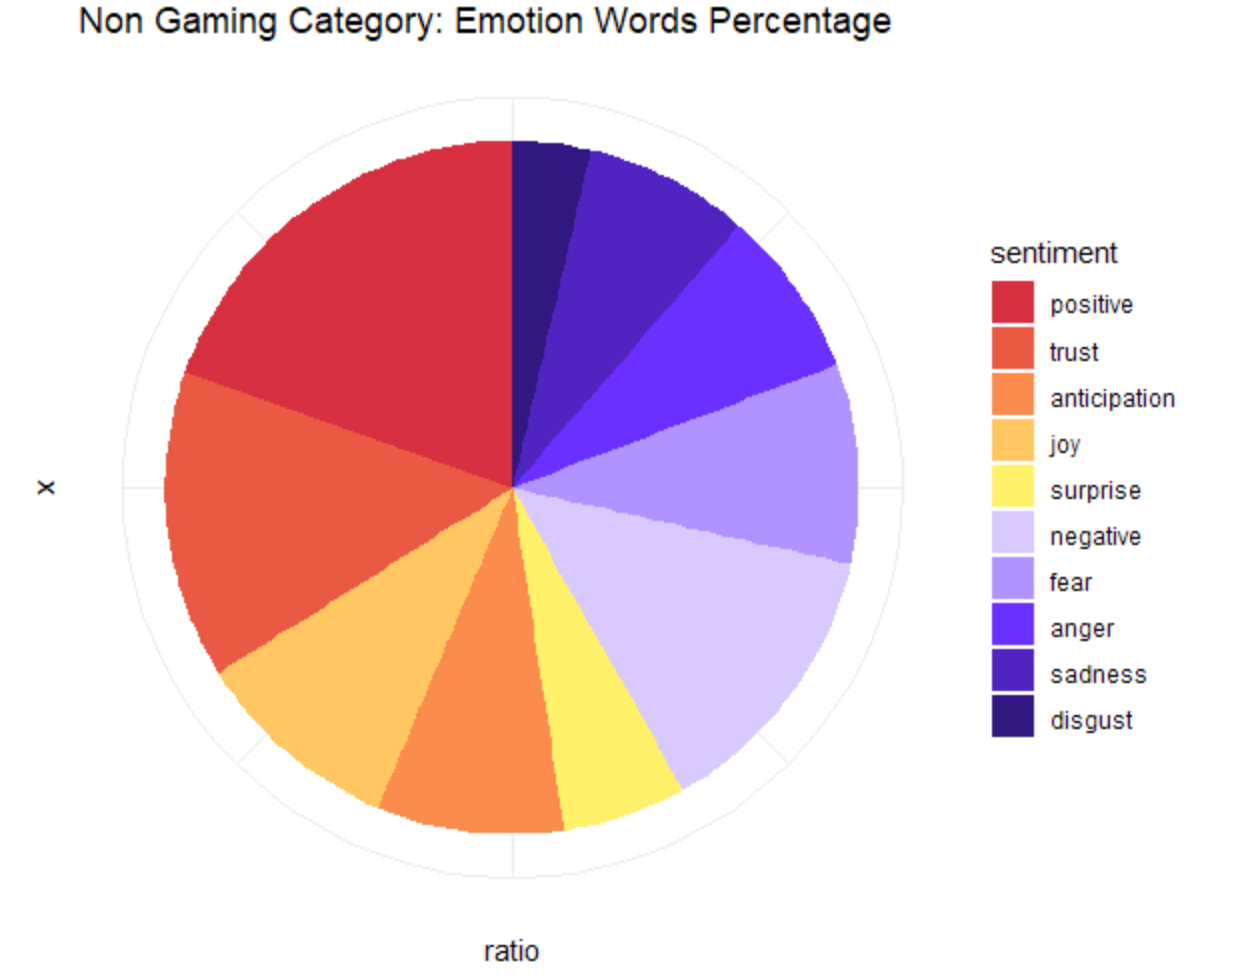 Non Gaming Category: Emotion Words Percentage
sentiment
positive
trust
anticipation
joy
surprise
negative
fear
anger
sadness
disgust
x
ratio